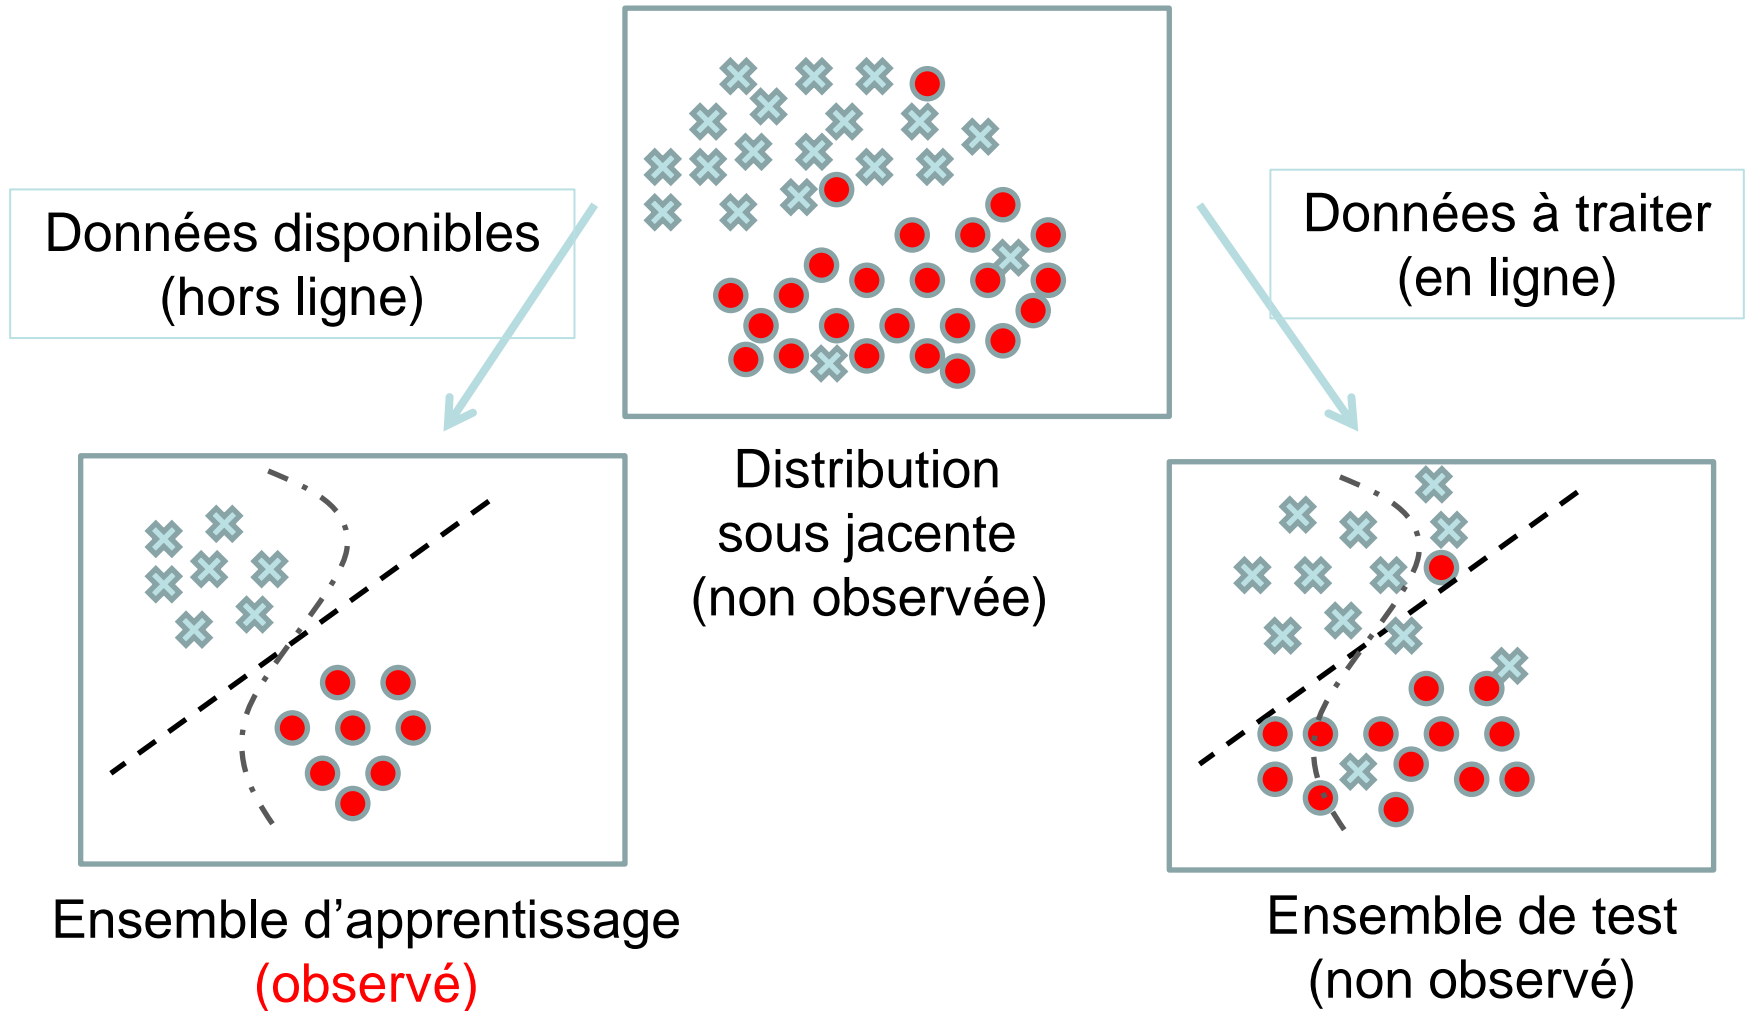 Données disponibles
(hors ligne)
Données à traiter
(en ligne)
Distribution
sous jacente
(non observée)
Ensemble d’apprentissage
(observé)
Ensemble de test
(non observé)